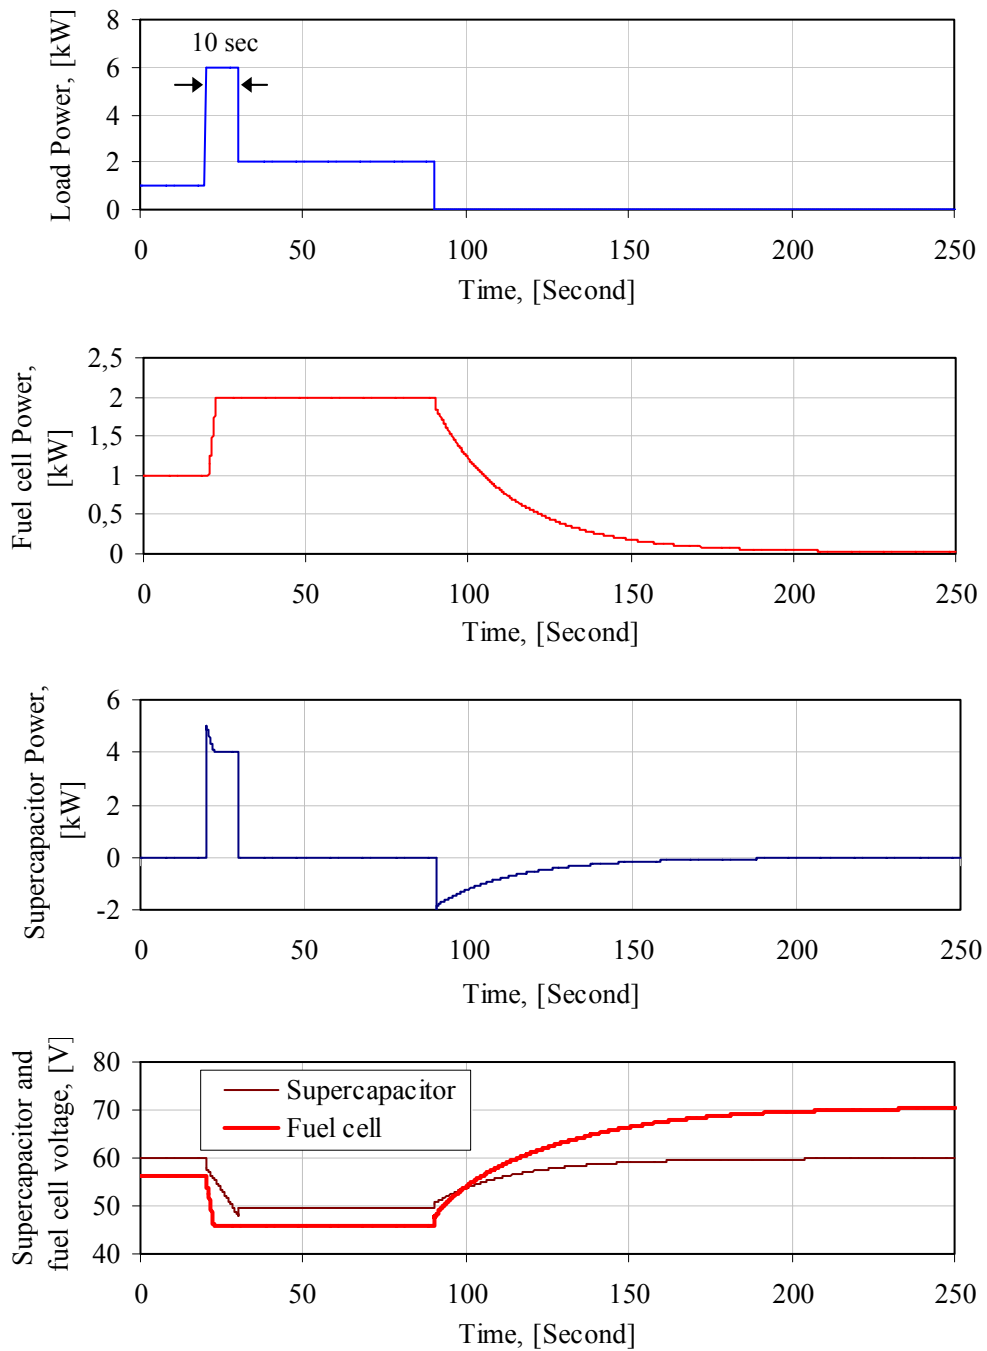 Load Power, [kW]
8
6
4
2
0
10 sec
0 50 100 150 200 250
Time, [Second]
Fuel cell Power,
[kW]
2,5
2
1,5
1
0,5
0
0 50 100 150 200 250
Time, [Second]
Supercapacitor Power,
[kW]
6
4
2
0
-2
0 50 100 150 200 250
Time, [Second]
Supercapacitor and
fuel cell voltage, [V]
80
70
60
50
40
Supercapacitor
Fuel cell
0 50 100 150 200 250
Time, [Second]